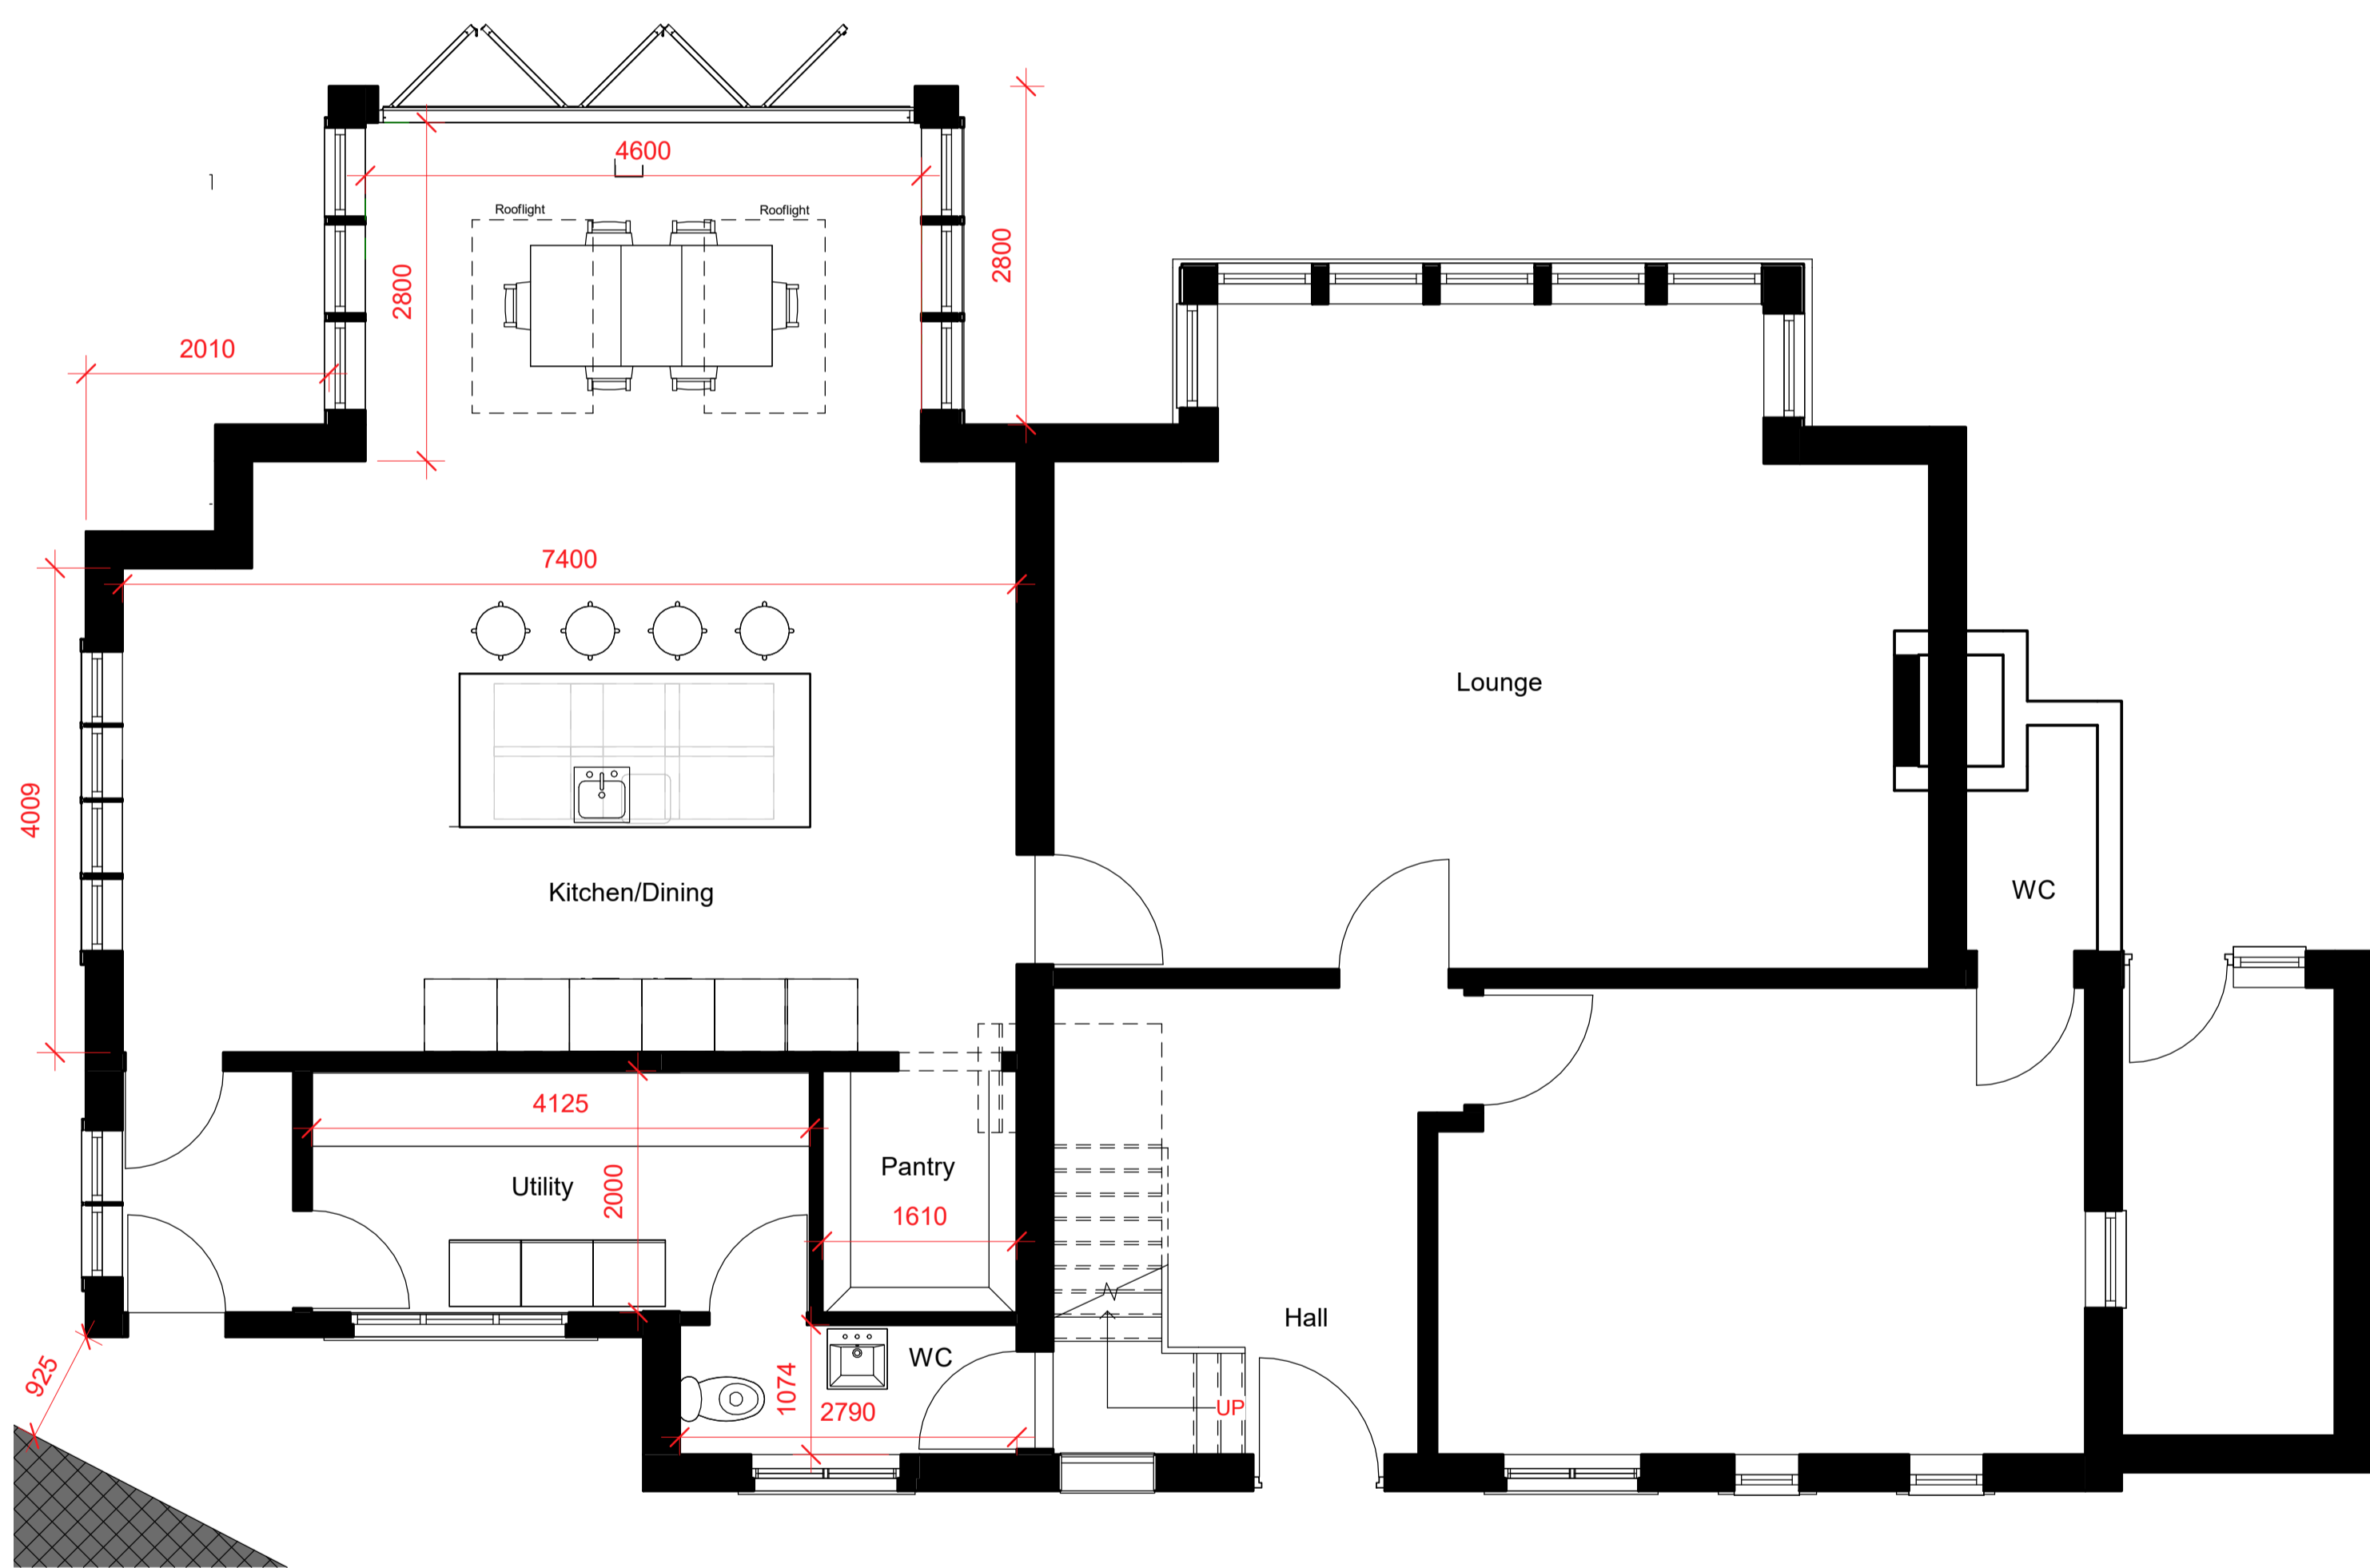 4600
Rooflight
Rooflight
2800
2800
2010
7400
Lounge
4009
Kitchen/Dining
WC
4125
Utility
2000
Pantry
1610
Hall
925
WC
1074
2790
UP